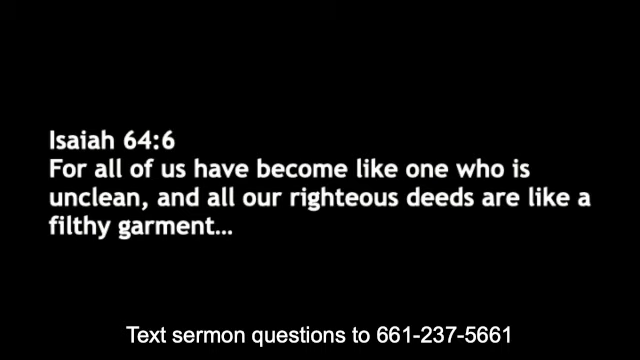 Isaiah 64:6
For all of us have become like one who is
unclean, and all our righteous deeds are like a
filthy garment...
Text sermon questions to 661-237-5661